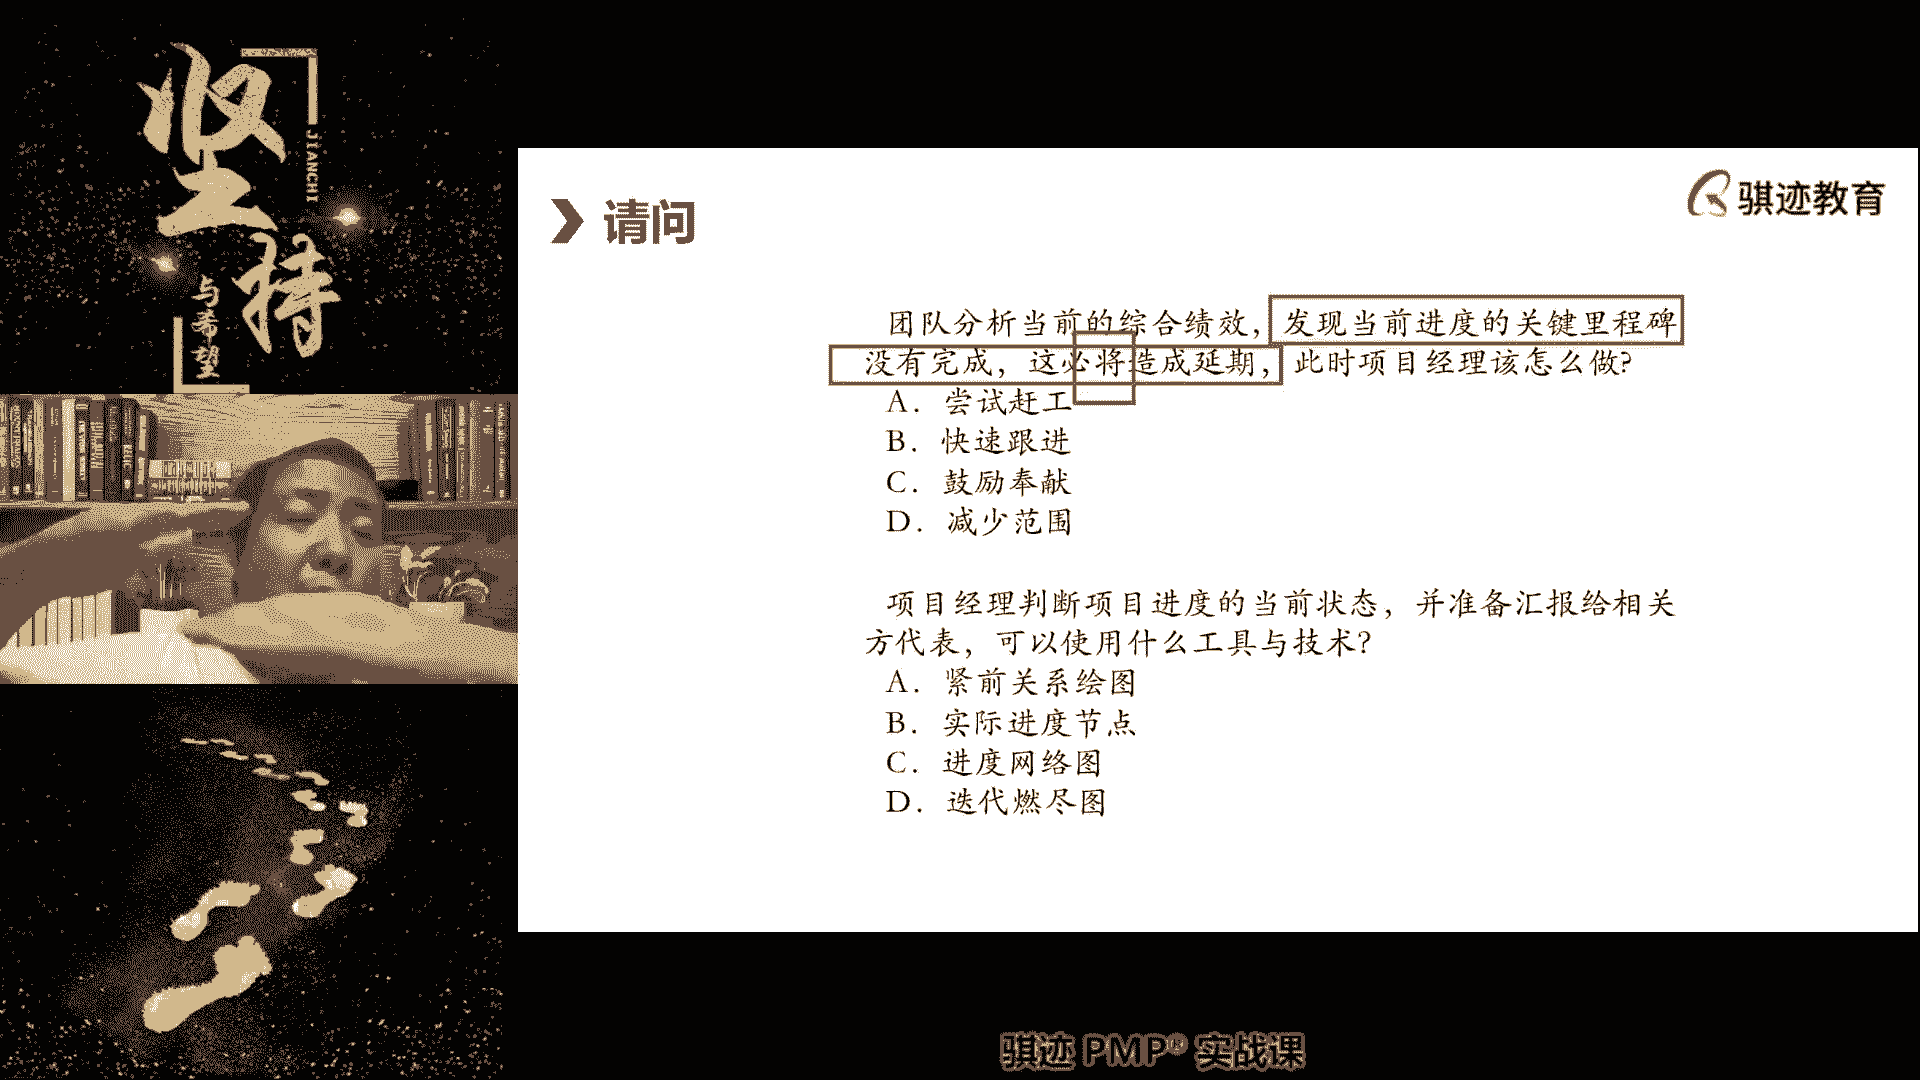 坚持
JIANCHI
与希望
请问
骐迹教育
团队分析当前的综合绩效，发现当前进度的关键里程碑
没有完成，这必将造成延期，此时项目经理该怎么做？
A. 尝试赶工
B. 快速跟进
C. 鼓励奉献
D. 减少范围
项目经理判断项目进度的当前状态，并准备汇报给相关
方代表，可以使用什么工具与技术？
A. 紧前关系绘图
B. 实际进度节点
C. 进度网络图
D. 迭代燃尽图
骐迹 PMP® 实战课